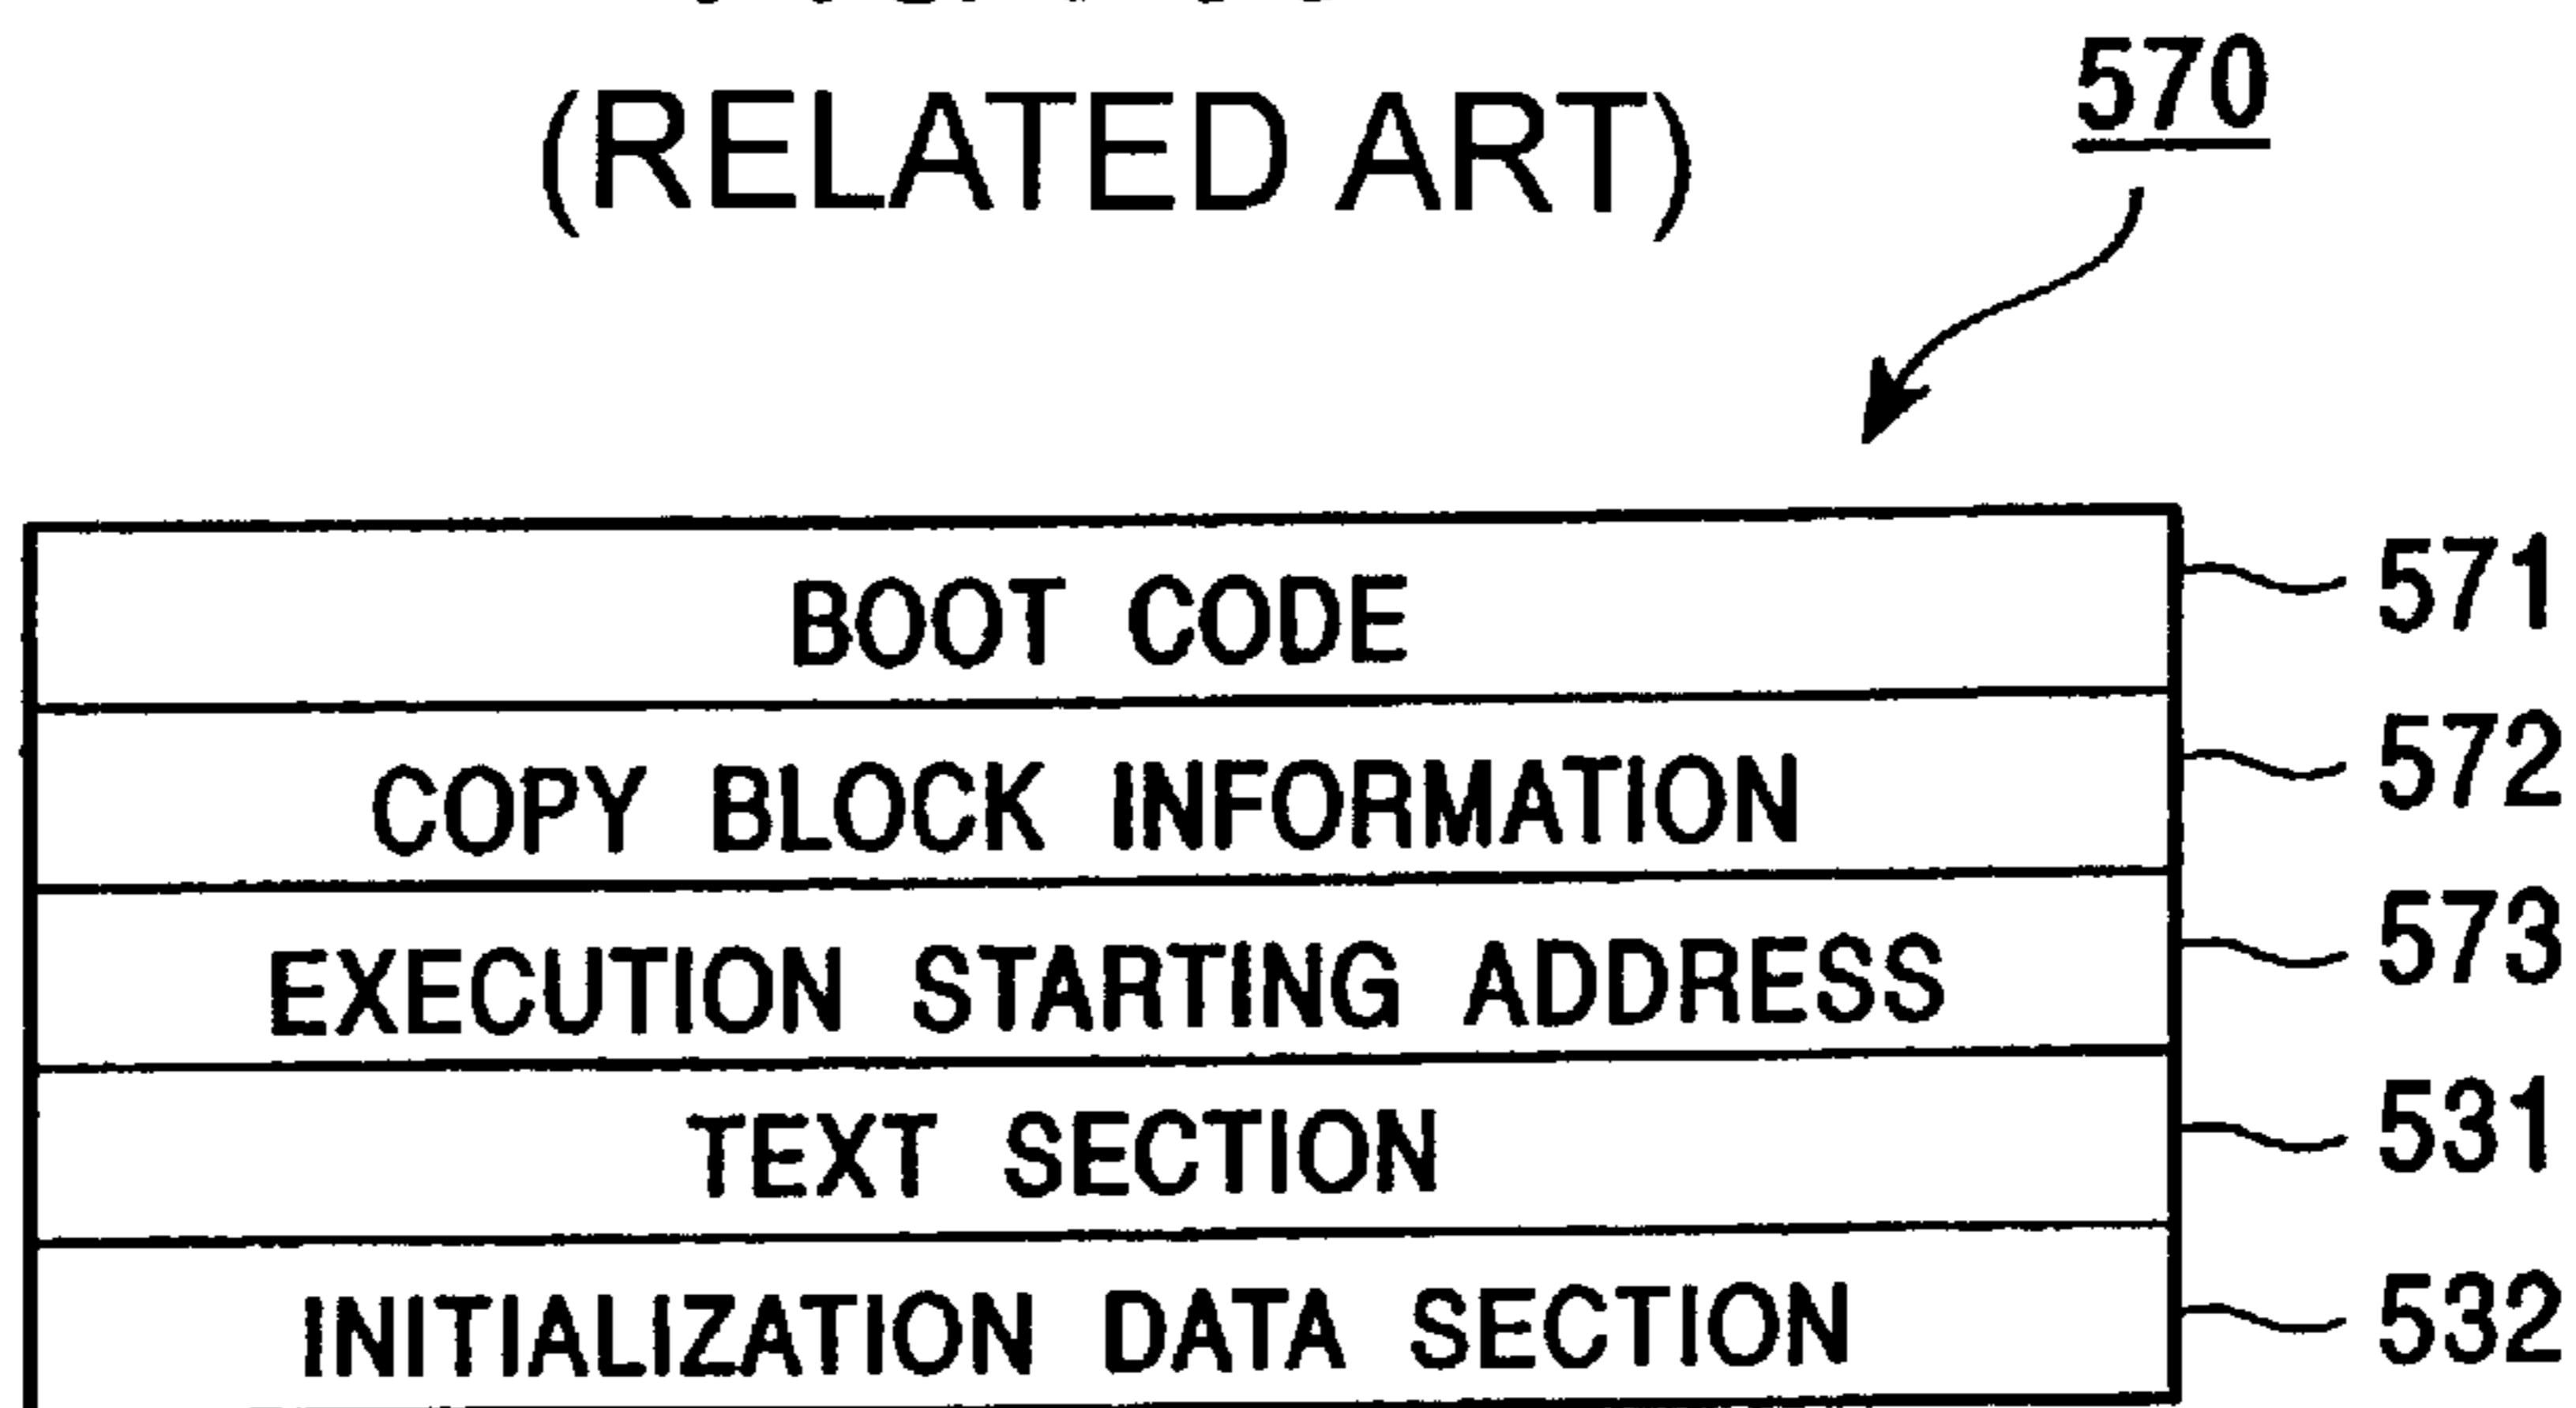 (RELATED ART)
570
BOOT CODE 571
COPY BLOCK INFORMATION 572
EXECUTION STARTING ADDRESS 573
TEXT SECTION 531
INITIALIZATION DATA SECTION 532